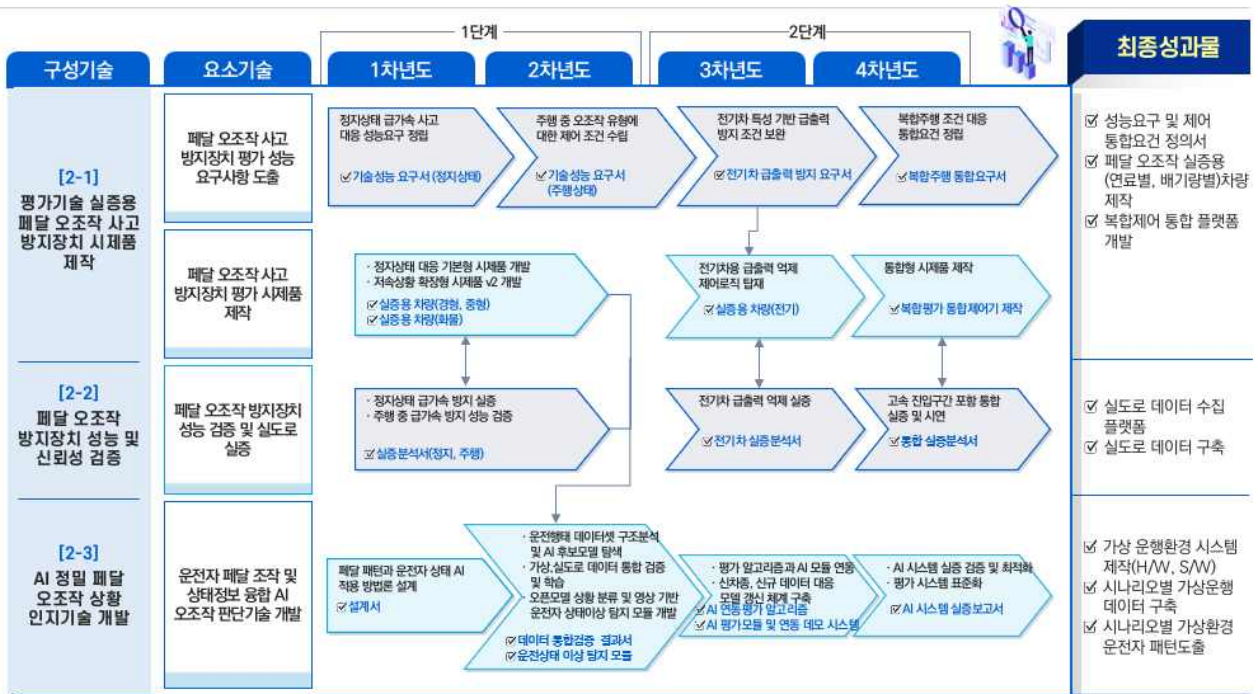 1단계
2단계
최종성과물
구성기술
요소기술
1차년도
2차년도
3차년도
4차년도
[2-1]
평가기술 실증용
페달 오조작 사고
방지장치 시제품
제작
페달 오조작 사고
방지장치 평가 성능
요구사항 도출
정지상태 급가속 사고
대응 성능요구 정립
☑기술성능 요구서 (정지상태)
주행 중 오조작 유형에
대한 제어 조건 수립
☑기술성능 요구서
(주행상태)
전기차 특성 기반 급출력
방지 조건 보완
☑전기차 급출력 방지 요구서
복합주행 조건 대응
통합요건 정립
☑복합주행 통합요구서
☑ 성능요구 및 제어
통합요건 정의서
☑ 페달 오조작 실증용
(연료별, 배기량별)차량
제작
☑ 복합제어 통합 플랫폼
개발
페달 오조작 사고
방지장치 평가 시제품
제작
· 정자상태 대응 기본형 시제품 개발
· 저속상황 확장형 시제품 v2 개발
☑실증용 차량(경형, 중형)
☑실증용 차량(화물)
전기차용 급출력 억제
제어로직 탑재
☑실증용 차량(전기)
통합형 시제품 제작
☑복합평가 통합제어기 제작
[2-2]
페달 오조작
방지장치 성능 및
신뢰성 검증
페달 오조작 방지장치
성능 검증 및 실도로
실증
· 정지상태 급가속 방지 실증
· 주행 중 급가속 방지 성능 검증
☑실증분석서(정지, 주행)
전기차 급출력 억제 실증
☑전기차 실증분석서
고속 진입구간 포함 통합
실증 및 시연
☑통합 실증분석서
☑ 실도로 데이터 수집
플랫폼
☑ 실도로 데이터 구축
[2-3]
AI 정밀 페달
오조작 상황
인지기술 개발
운전자 페달 조작 및
상태정보 융합 AI
오조작 판단기술 개발
페달 패턴과 운전자 상태 AI
적용 방법론 설계
☑설계서
· 운전행태 데이터셋 구조분석
및 AI 후보모델 탐색
· 가상,실도로 데이터 통합 검증
및 학습
· 오픈모델 상황 분류 및 영상 기반
운전자 상태이상 탐지 모듈 개발
☑데이터 통합검증 결과서
☑운전상태 이상 탐지 모듈
· 평가 알고리즘과 AI 모듈 연동
· 신차종, 신규 데이터 대응
모델 갱신 체계 구축
☑AI 연동평가 알고리즘
☑AI 평가모듈 및 연동 데모 시스템
· AI 시스템 실증 검증 및 최적화
· 평가 시스템 표준화
☑AI 시스템 실증보고서
☑ 가상 운행환경 시스템
제작(H/W, S/W)
☑ 시나리오별 가상운행
데이터 구축
☑ 시나리오별 가상환경
운전자 패턴도출